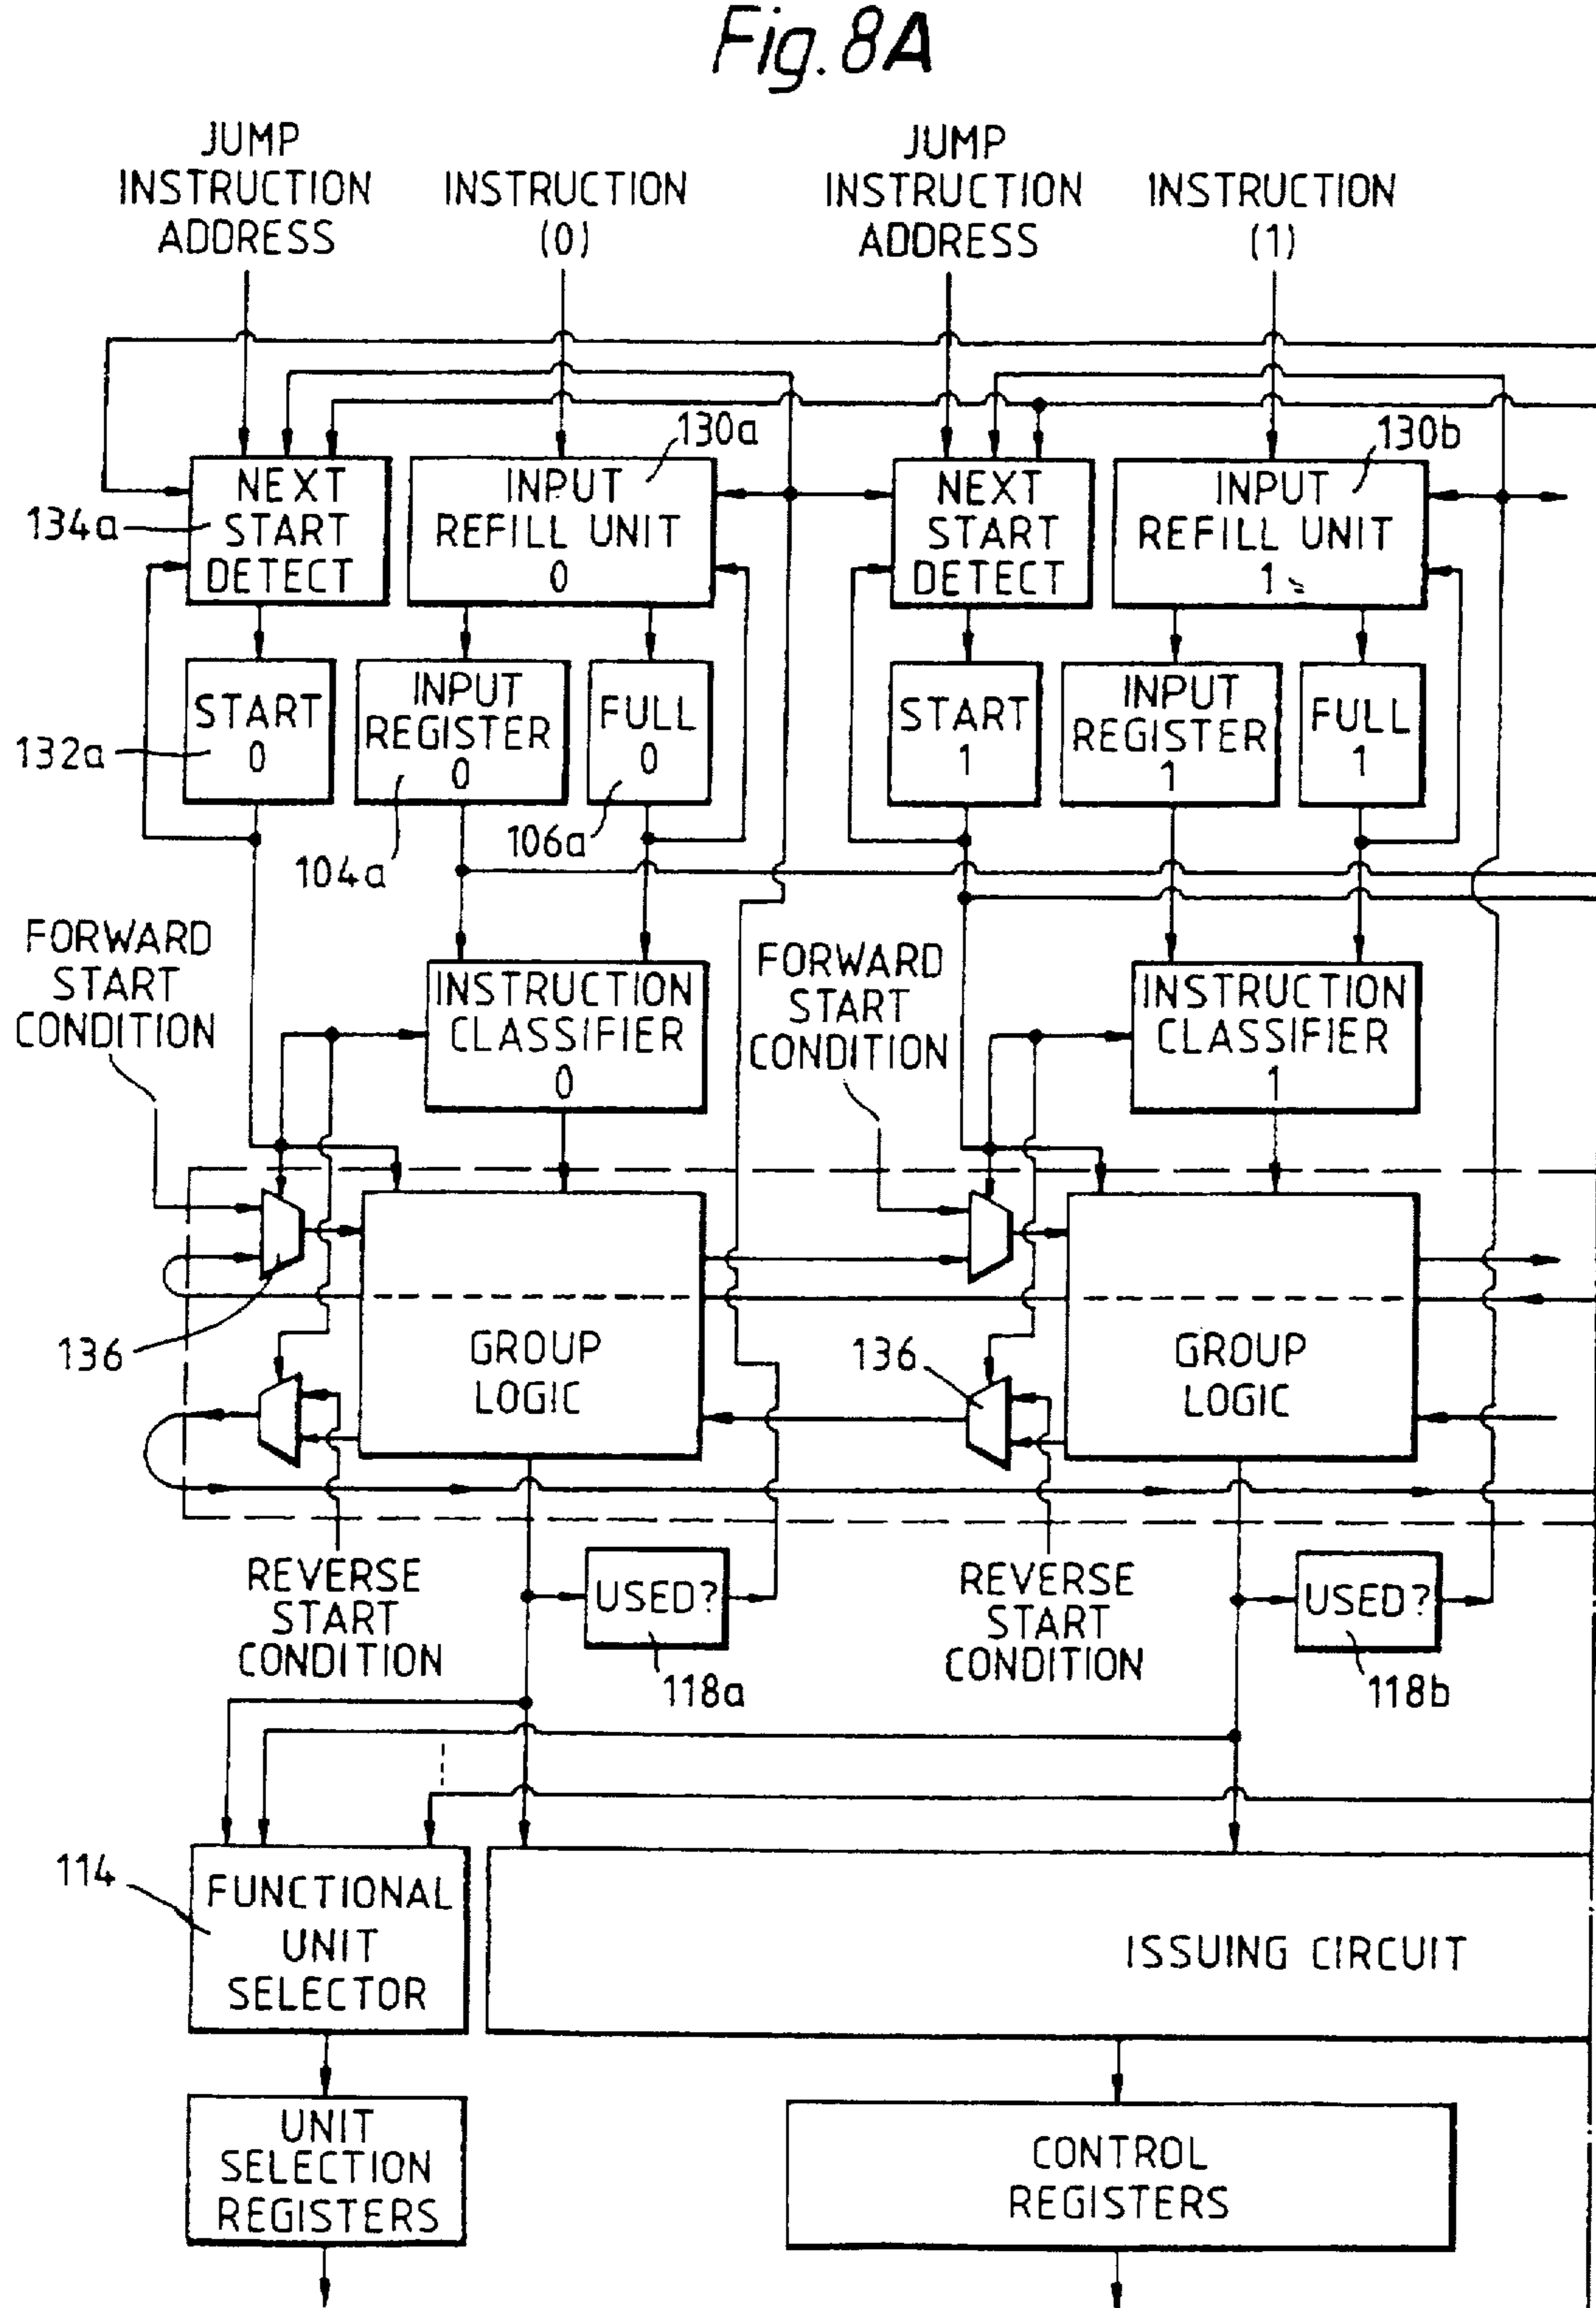 Fig. 8A
JUMP
INSTRUCTION
ADDRESS
INSTRUCTION
(0)
JUMP
INSTRUCTION
ADDRESS
INSTRUCTION
(1)
NEXT
START
DETECT
134a
INPUT
REFILL UNIT
0
130a
NEXT
START
DETECT
INPUT
REFILL UNIT
1
130b
START
0
132a
INPUT
REGISTER
0
104a
FULL
0
106a
START
1
INPUT
REGISTER
1
FULL
1
FORWARD
START
CONDITION
INSTRUCTION
CLASSIFIER
0
FORWARD
START
CONDITION
INSTRUCTION
CLASSIFIER
1
136
GROUP
LOGIC
136
GROUP
LOGIC
REVERSE
START
CONDITION
USED?
118a
REVERSE
START
CONDITION
USED?
118b
114
FUNCTIONAL
UNIT
SELECTOR
ISSUING CIRCUIT
UNIT
SELECTION
REGISTERS
CONTROL
REGISTERS